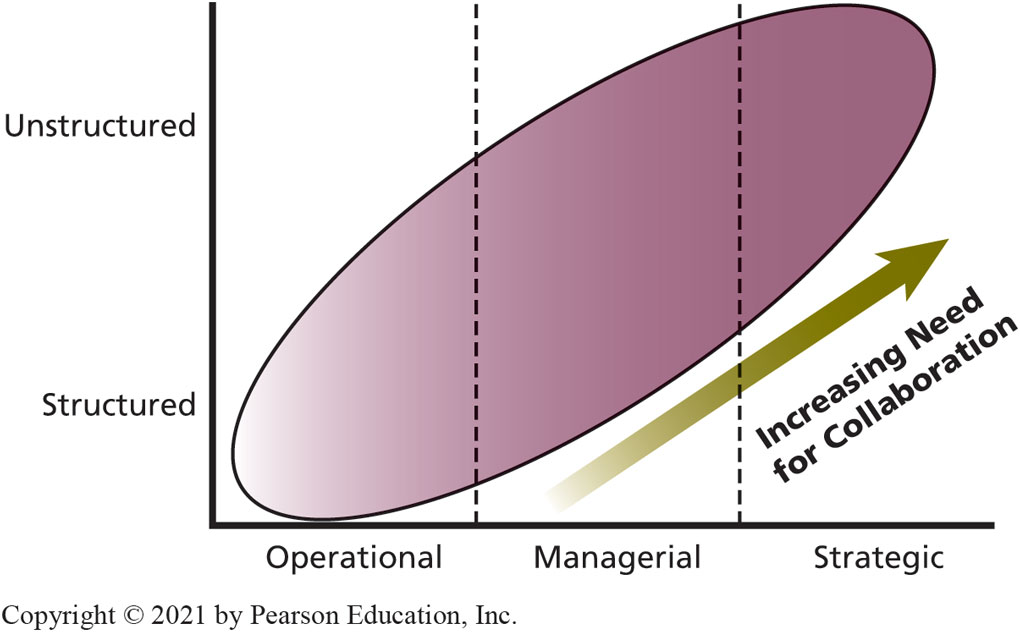 Unstructured
Structured
Increasing Need
for Collaboration
Operational
Managerial
Strategic
Copyright © 2021 by Pearson Education, Inc.